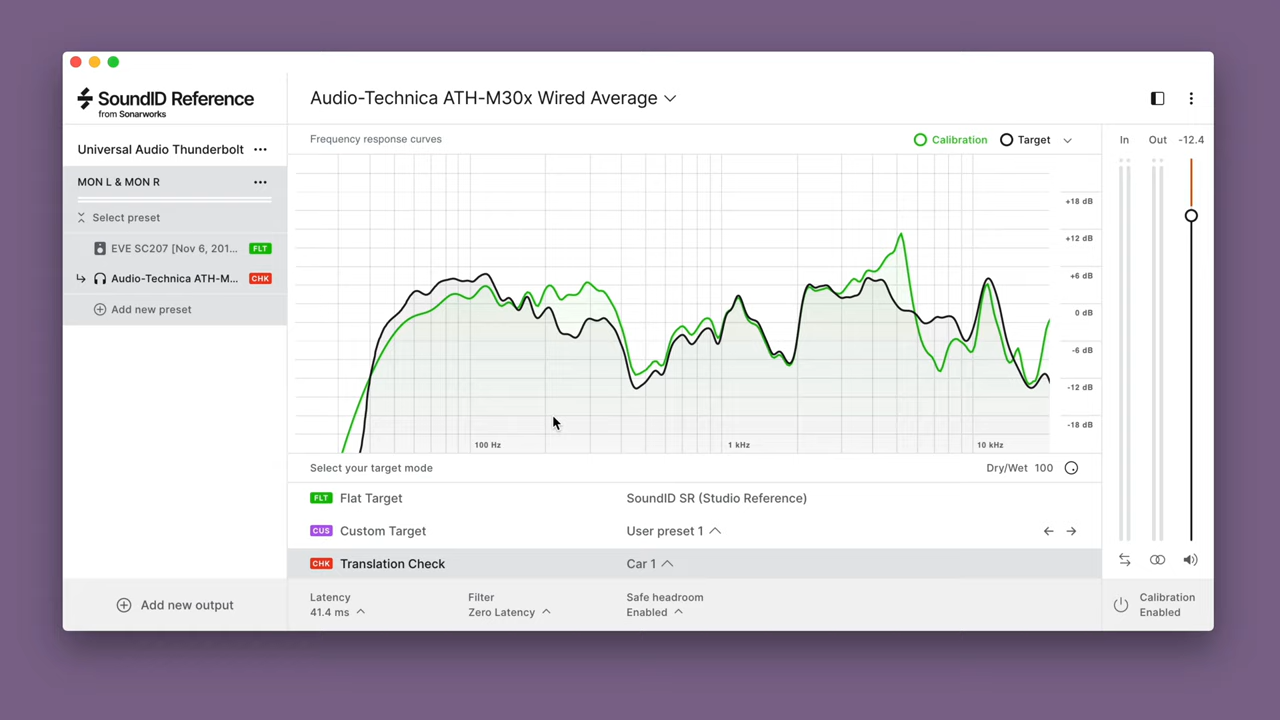 SoundID Reference
from Sonarworks
Universal Audio Thunderbolt
MON L & MON R
Select preset
EVE SC207 [Nov 6, 201... FLT
Audio-Technica ATH-M... CHK
Add new preset
Add new output
Audio-Technica ATH-M30x Wired Average
Frequency response curves
Calibration Target
+18 dB
+12 dB
+6 dB
0 dB
-6 dB
-12 dB
-18 dB
100 Hz 1 kHz 10 kHz
Select your target mode
Dry/Wet 100
FLT Flat Target SoundID SR (Studio Reference)
CUS Custom Target User preset 1
CHK Translation Check Car 1
Latency Filter Safe headroom
41.4 ms Zero Latency Enabled
In Out -12.4
Calibration
Enabled